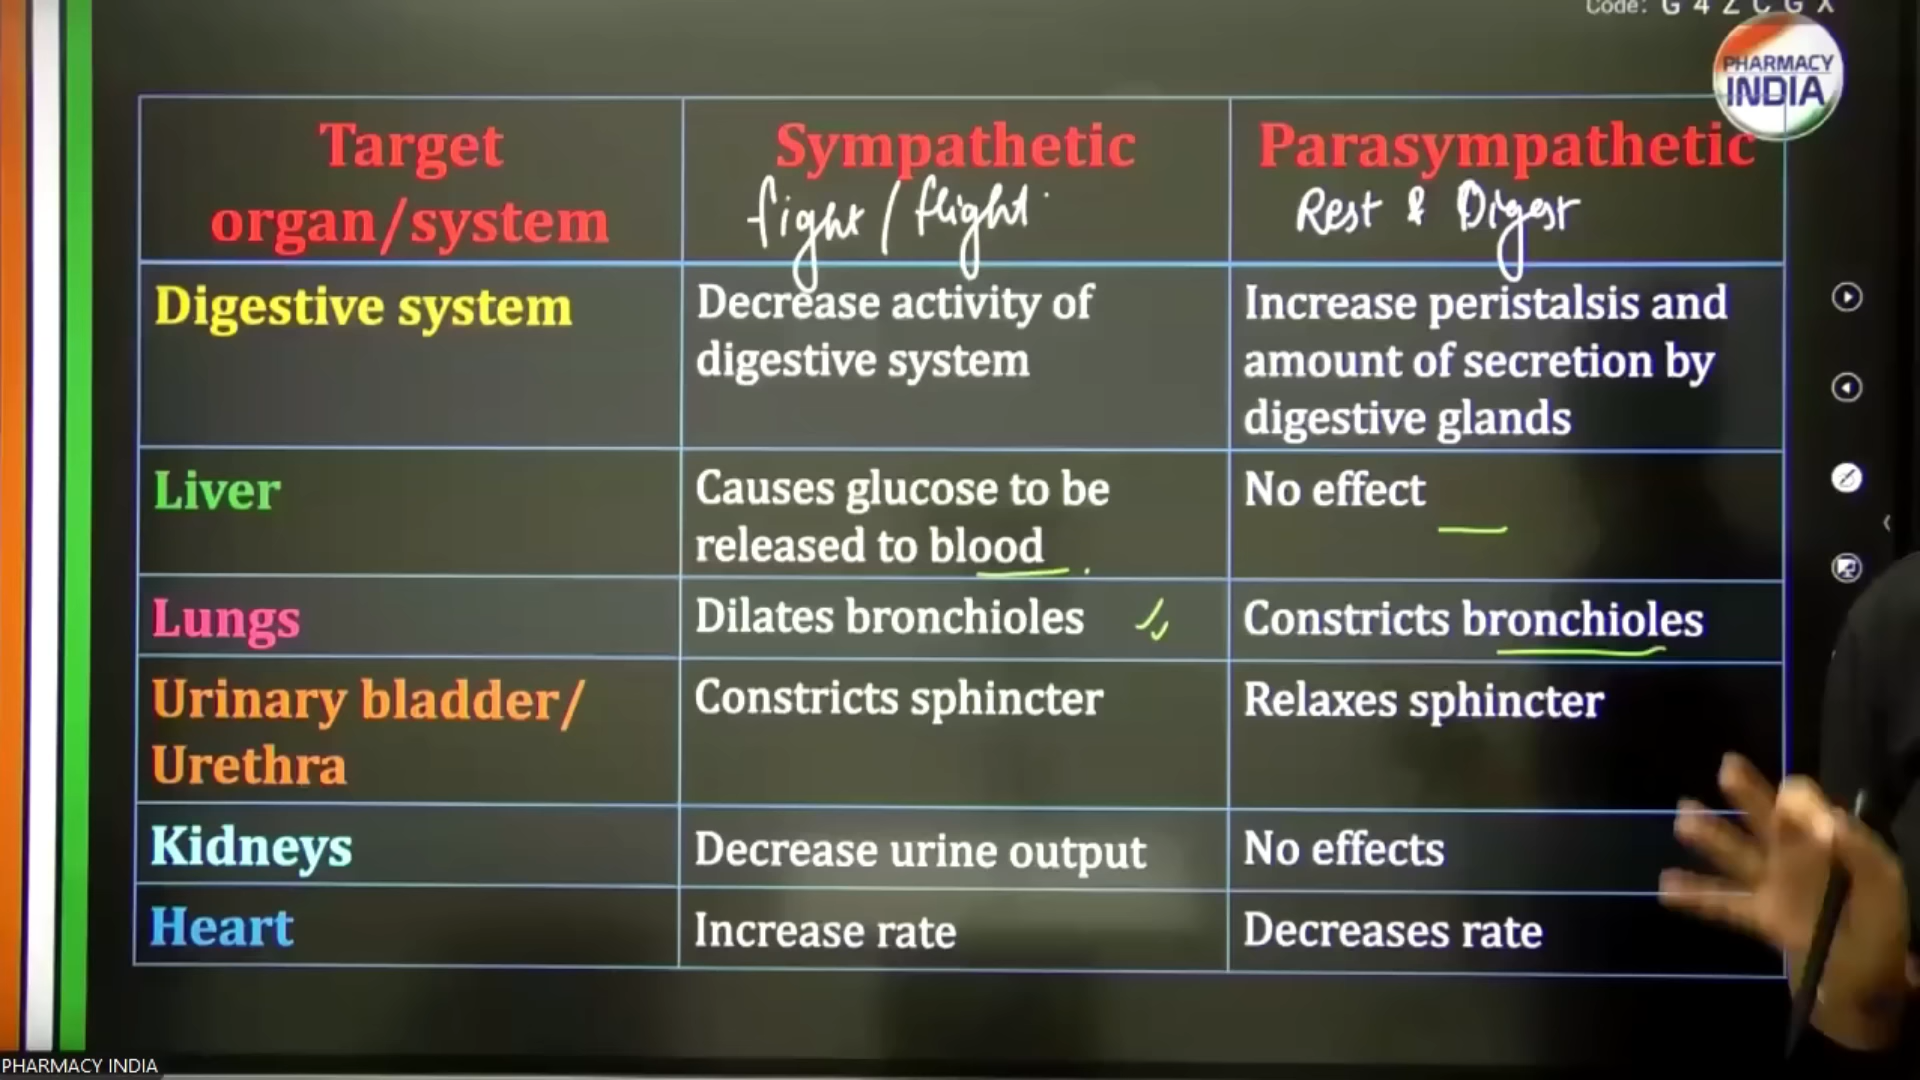 Code: G 4 Z C G X
PHARMACY
INDIA
Target
organ/system
Sympathetic
fight / flight
Parasympathetic
Rest & Digest
Digestive system
Decrease activity of
digestive system
Increase peristalsis and
amount of secretion by
digestive glands
Liver
Causes glucose to be
released to blood
No effect
Lungs
Dilates bronchioles
Constricts bronchioles
Urinary bladder/
Urethra
Constricts sphincter
Relaxes sphincter
Kidneys
Decrease urine output
No effects
Heart
Increase rate
Decreases rate
PHARMACY INDIA